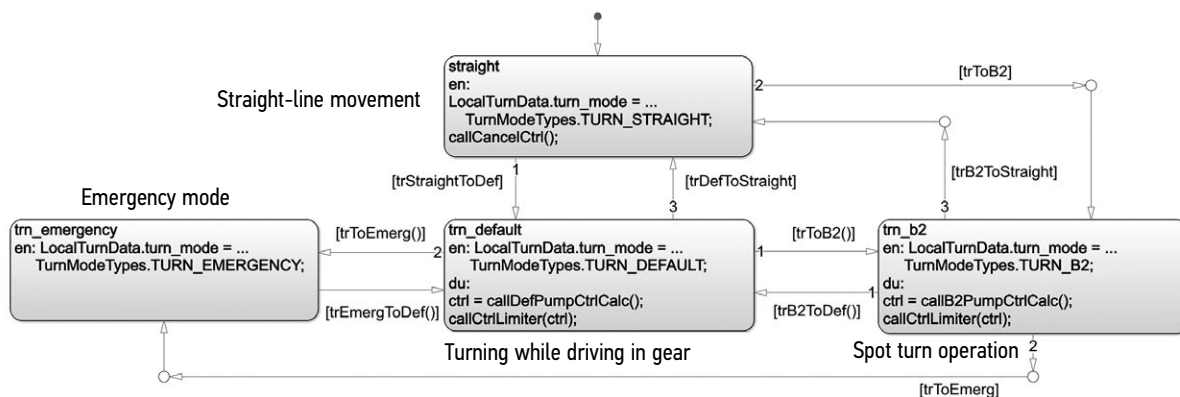 straight
en:
LocalTurnData.turn_mode = ...
TurnModeTypes.TURN_STRAIGHT;
callCancelCtrl();
Straight-line movement
2
[trToB2]
1
[trStraightToDef]
[trDefToStraight]
3
[trB2ToStraight]
3
Emergency mode
trn_emergency
en: LocalTurnData.turn_mode = ...
TurnModeTypes.TURN_EMERGENCY;
[trToEmerg()]
2
[trEmergToDef()]
trn_default
en: LocalTurnData.turn_mode = ...
TurnModeTypes.TURN_DEFAULT;
du:
ctrl = callDefPumpCtrlCalc();
callCtrlLimiter(ctrl);
1
[trToB2()]
1
[trB2ToDef()]
trn_b2
en: LocalTurnData.turn_mode = ...
TurnModeTypes.TURN_B2;
du:
ctrl = callB2PumpCtrlCalc();
callCtrlLimiter(ctrl);
Turning while driving in gear
Spot turn operation
2
[trToEmerg]